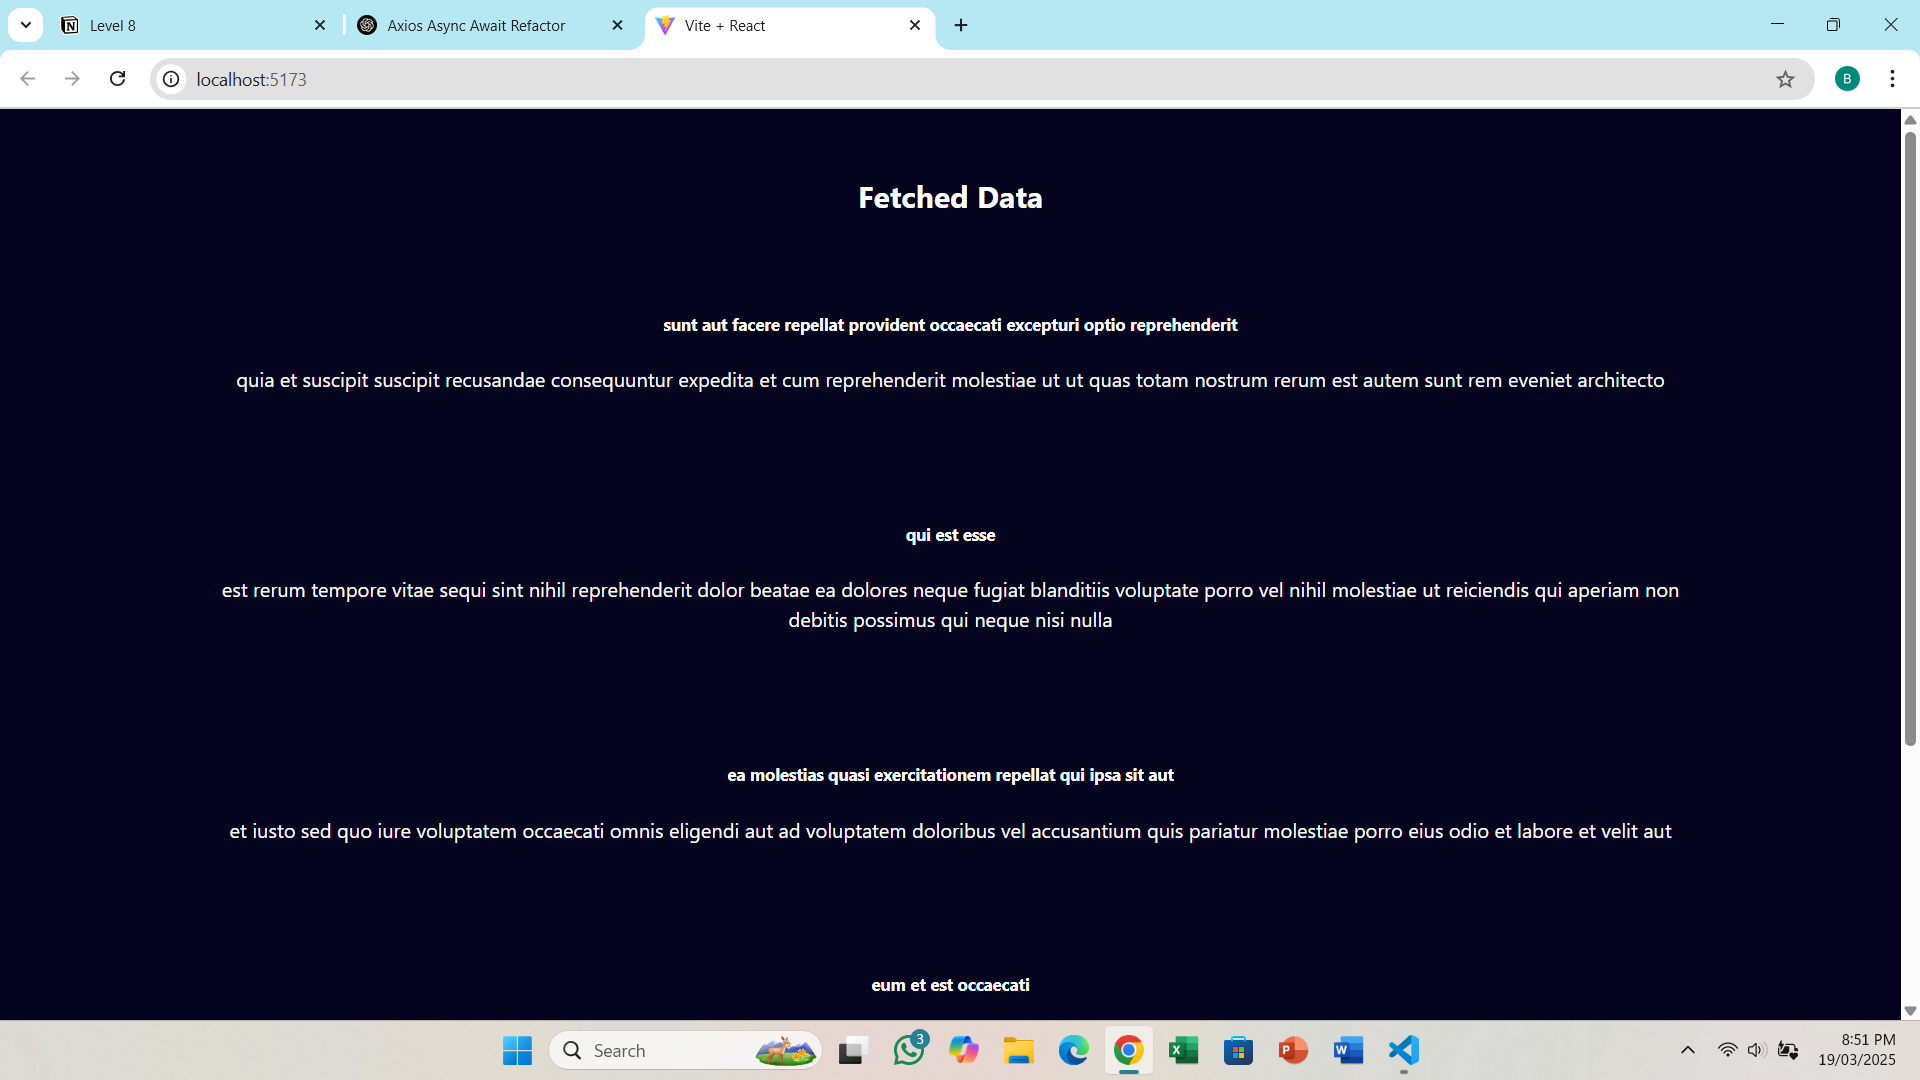 Level 8
Axios Async Await Refactor
Vite + React
localhost:5173
B
Fetched Data
sunt aut facere repellat provident occaecati excepturi optio reprehenderit
quia et suscipit suscipit recusandae consequuntur expedita et cum reprehenderit molestiae ut ut quas totam nostrum rerum est autem sunt rem eveniet architecto
qui est esse
est rerum tempore vitae sequi sint nihil reprehenderit dolor beatae ea dolores neque fugiat blanditiis voluptate porro vel nihil molestiae ut reiciendis qui aperiam non
debitis possimus qui neque nisi nulla
ea molestias quasi exercitationem repellat qui ipsa sit aut
et iusto sed quo iure voluptatem occaecati omnis eligendi aut ad voluptatem doloribus vel accusantium quis pariatur molestiae porro eius odio et labore et velit aut
eum et est occaecati
Search
3
8:51 PM
19/03/2025